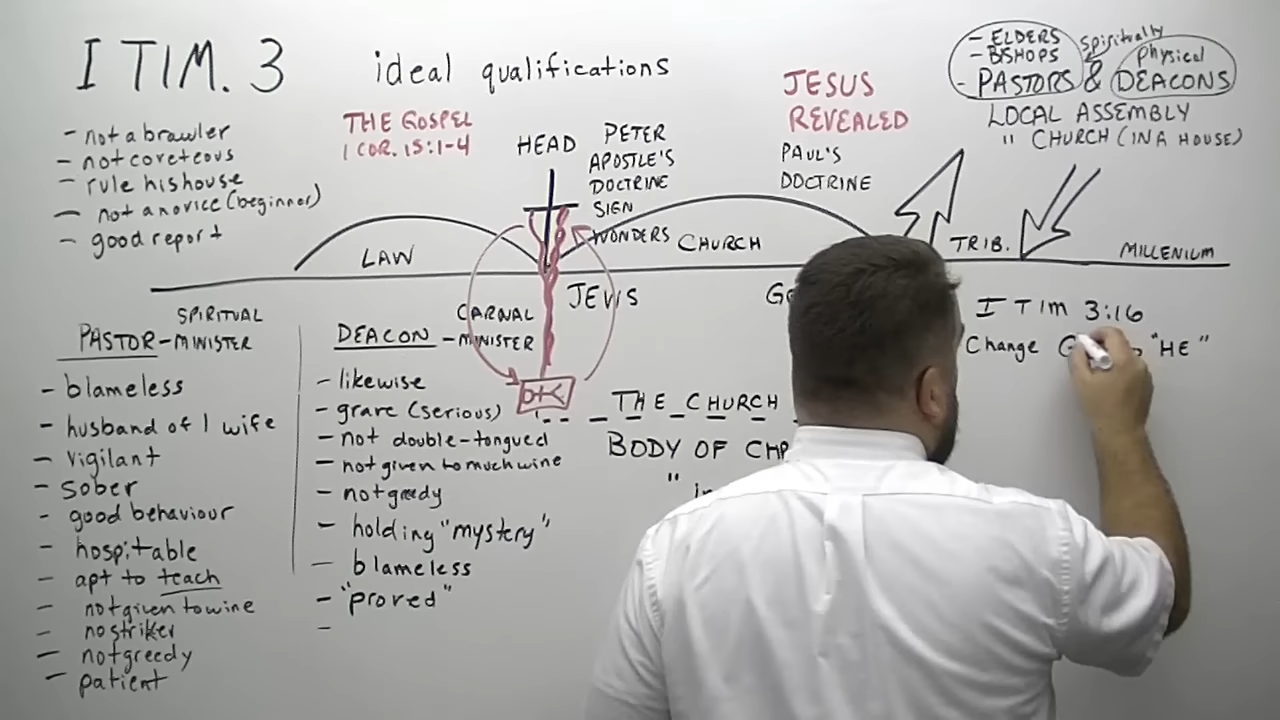 I TIM. 3
ideal qualifications
- not a brawler
- not coreteous
- rule his house
- not a novice (beginner)
- good report
THE GOSPEL
1 COR. 15:1-4
HEAD
PETER
APOSTLE'S
DOCTRINE
SIGN
WONDERS
JESUS
REVEALED
PAUL'S
DOCTRINE
- ELDERS
- BISHOPS
- PASTORS & DEACONS
spiritually
physical
LOCAL ASSEMBLY
" CHURCH (IN A HOUSE)
LAW
CHURCH
TRIB.
MILLENIUM
JEWS
SPIRITUAL
PASTOR - MINISTER
- blameless
- husband of 1 wife
- vigilant
- sober
- good behaviour
- hospitable
- apt to teach
- not given to wine
- no striker
- not greedy
- patient
CARNAL
DEACON - MINISTER
- likewise
- grave (serious)
- not double-tongued
- not given to much wine
- not greedy
- holding "mystery"
- blameless
- "proved"
-
THE CHURCH
BODY OF
I TIM 3:16
Change "HE"